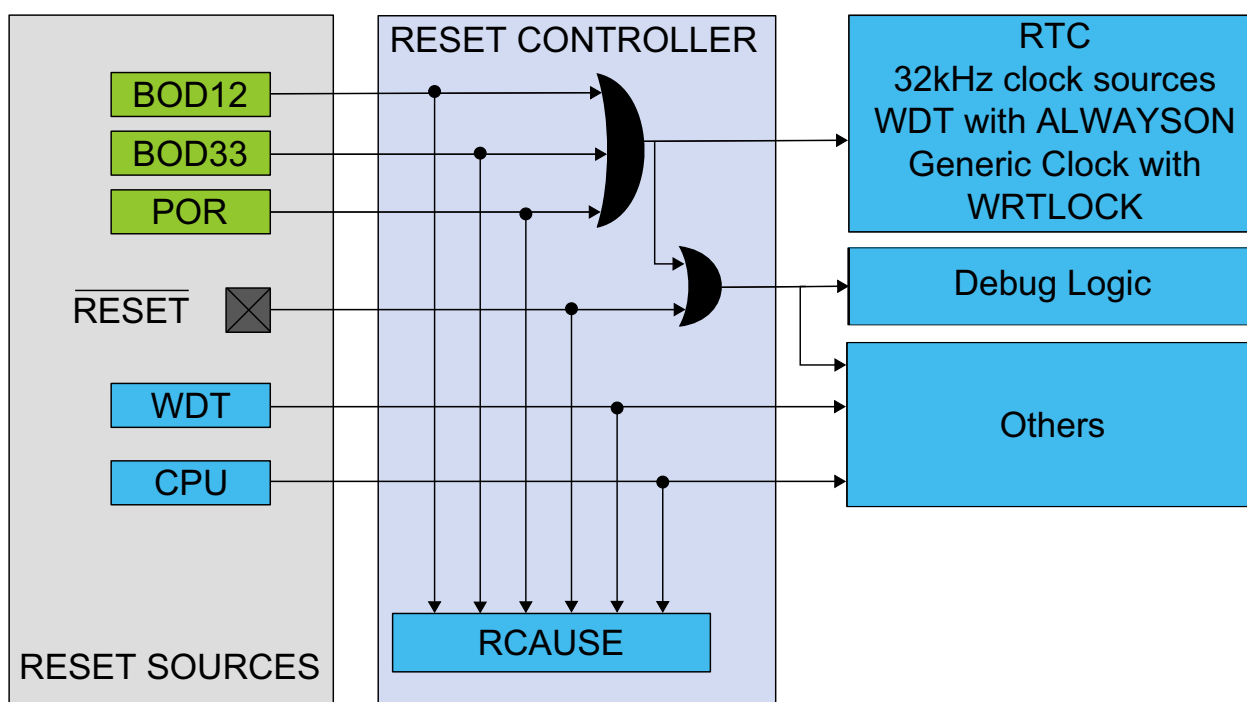 RESET CONTROLLER
BOD12
BOD33
POR
RESET
WDT
CPU
RESET SOURCES
RCAUSE
RTC
32kHz clock sources
WDT with ALWAYSON
Generic Clock with
WRTLOCK
Debug Logic
Others